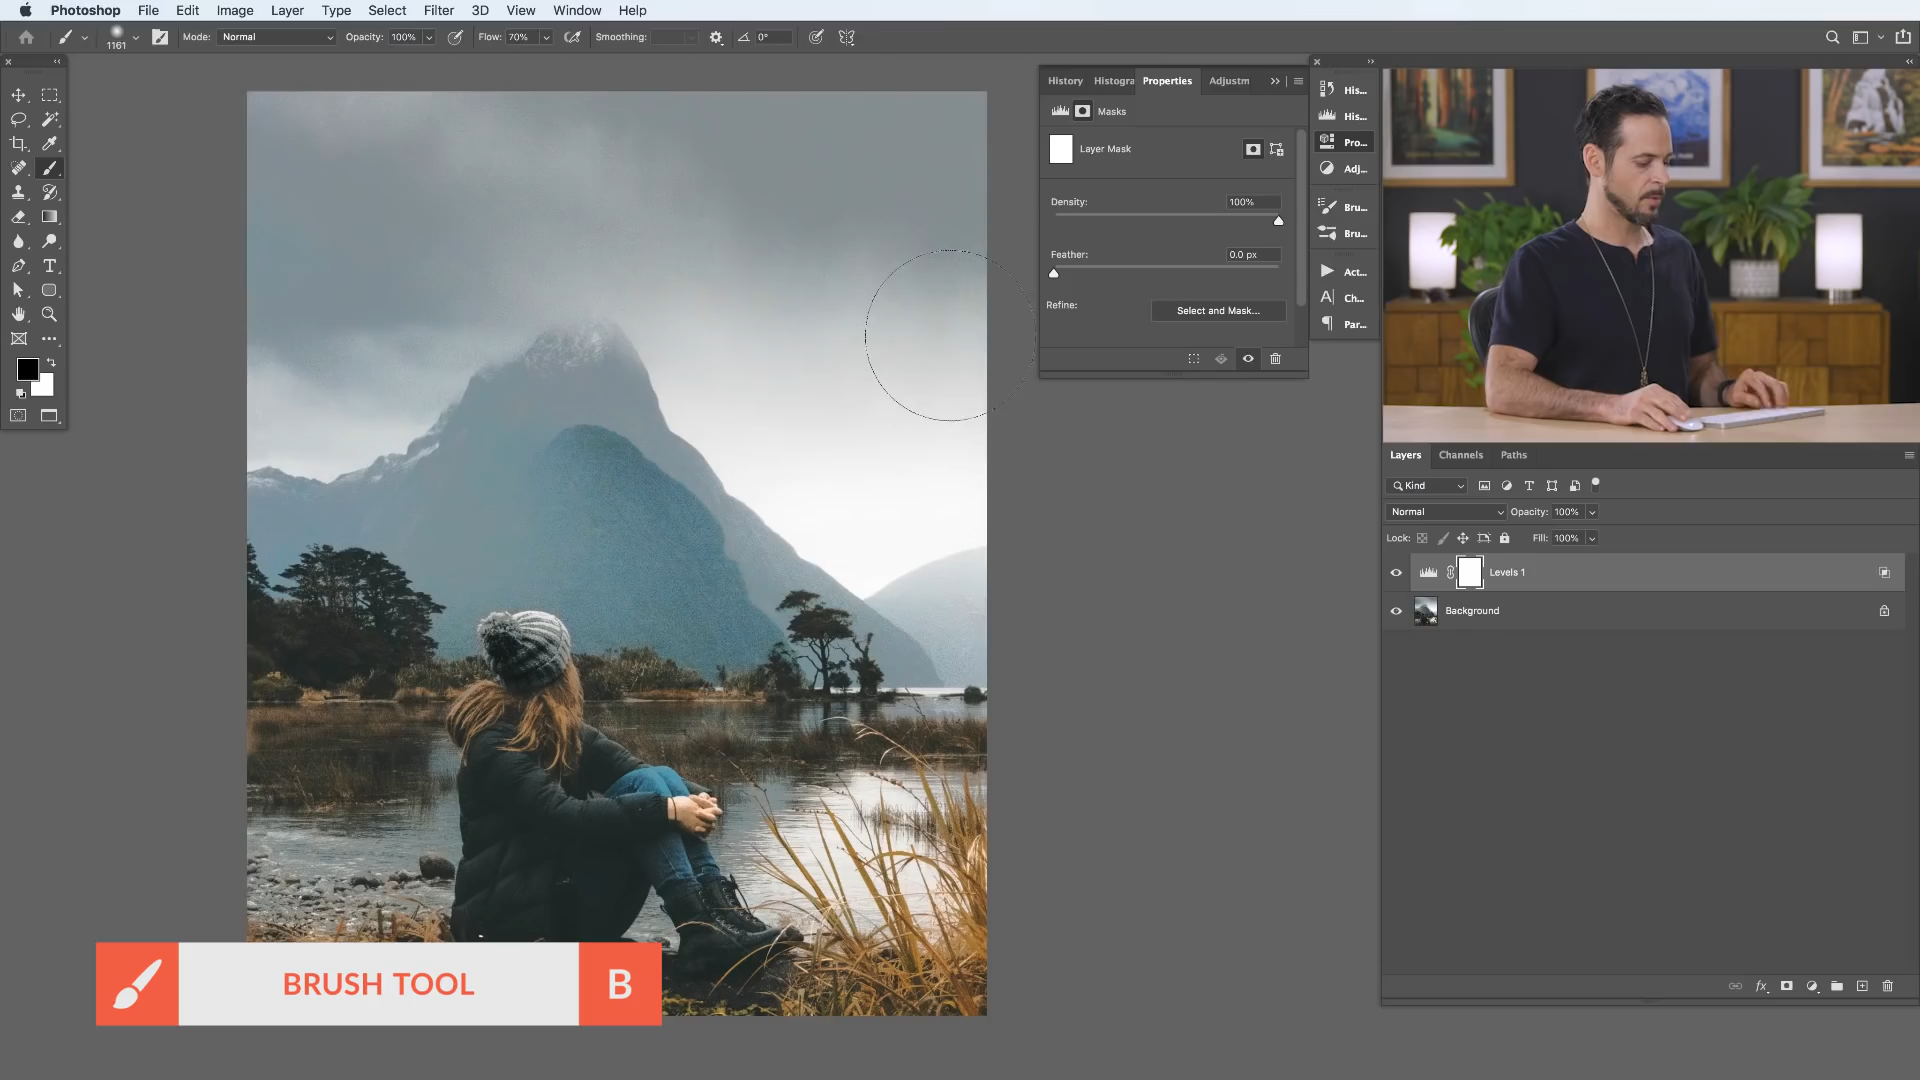 Photoshop File Edit Image Layer Type Select Filter 3D View Window Help
1161 Mode: Normal Opacity: 100% Flow: 70% Smoothing: 0°
History Histogra Properties Adjustm
Masks
Layer Mask
Density: 100%
Feather: 0.0 px
Refine: Select and Mask...
His...
His...
Pro...
Adj...
Bru...
Bru...
Act...
Ch...
Par...
Layers Channels Paths
Kind
Normal Opacity: 100%
Lock: Fill: 100%
Levels 1
Background
fx
BRUSH TOOL B